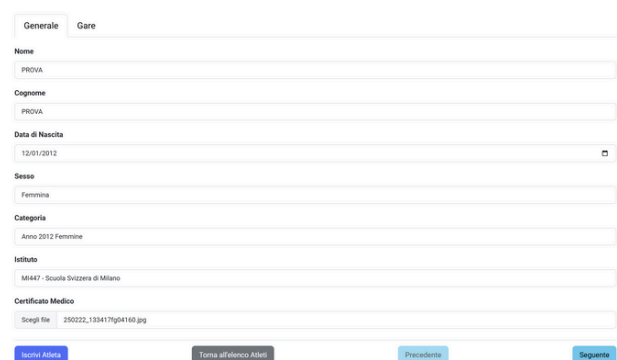 Generale Gare
Nome
PROVA
Cognome
PROVA
Data di Nascita
12/01/2012
Sesso
Femmina
Categoria
Anno 2012 Femmine
Istituto
MI447 - Scuola Svizzera di Milano
Certificato Medico
Scegli file 250222_133417fg04160.jpg
Iscrivi Atleta Torna all'elenco Atleti Precedente Seguente